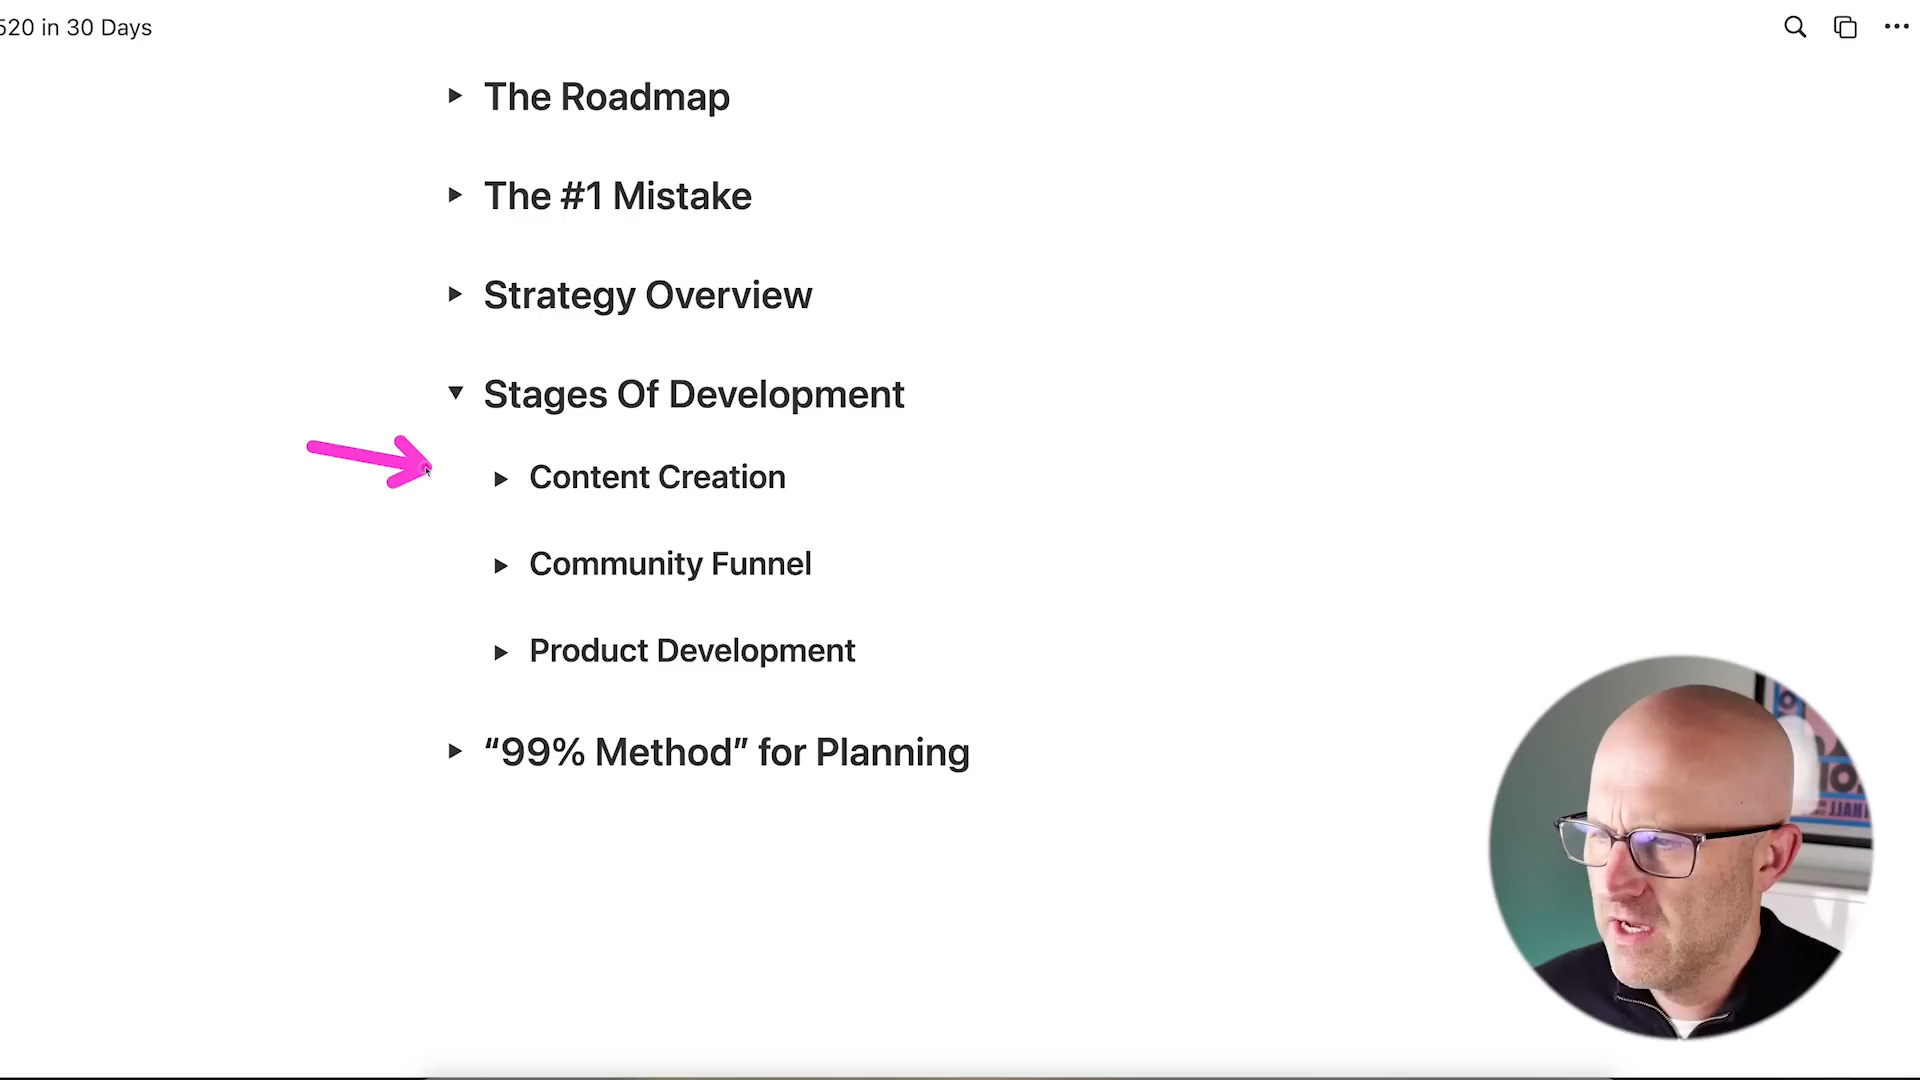 520 in 30 Days
The Roadmap
The #1 Mistake
Strategy Overview
Stages Of Development
Content Creation
Community Funnel
Product Development
“99% Method” for Planning